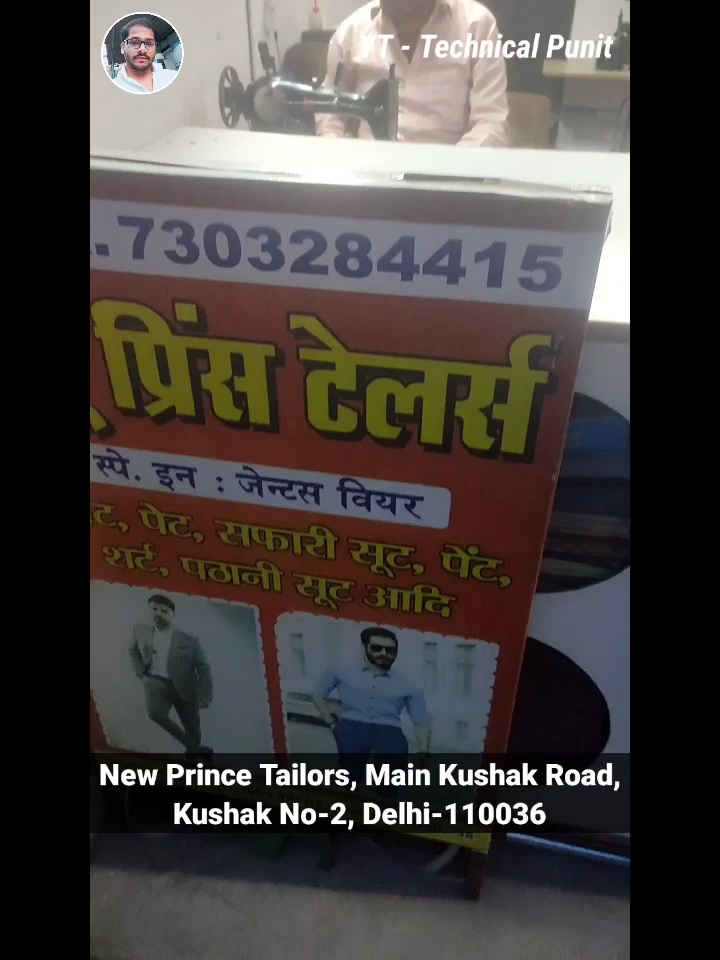 YT - Technical Punit
.7303284415
प्रिंस टेलर्स
स्पे. इन : जेन्टस वियर
ट, पेट, सफारी सूट, पेंट,
शर्ट, पठानी सूट आदि
New Prince Tailors, Main Kushak Road,
Kushak No-2, Delhi-110036